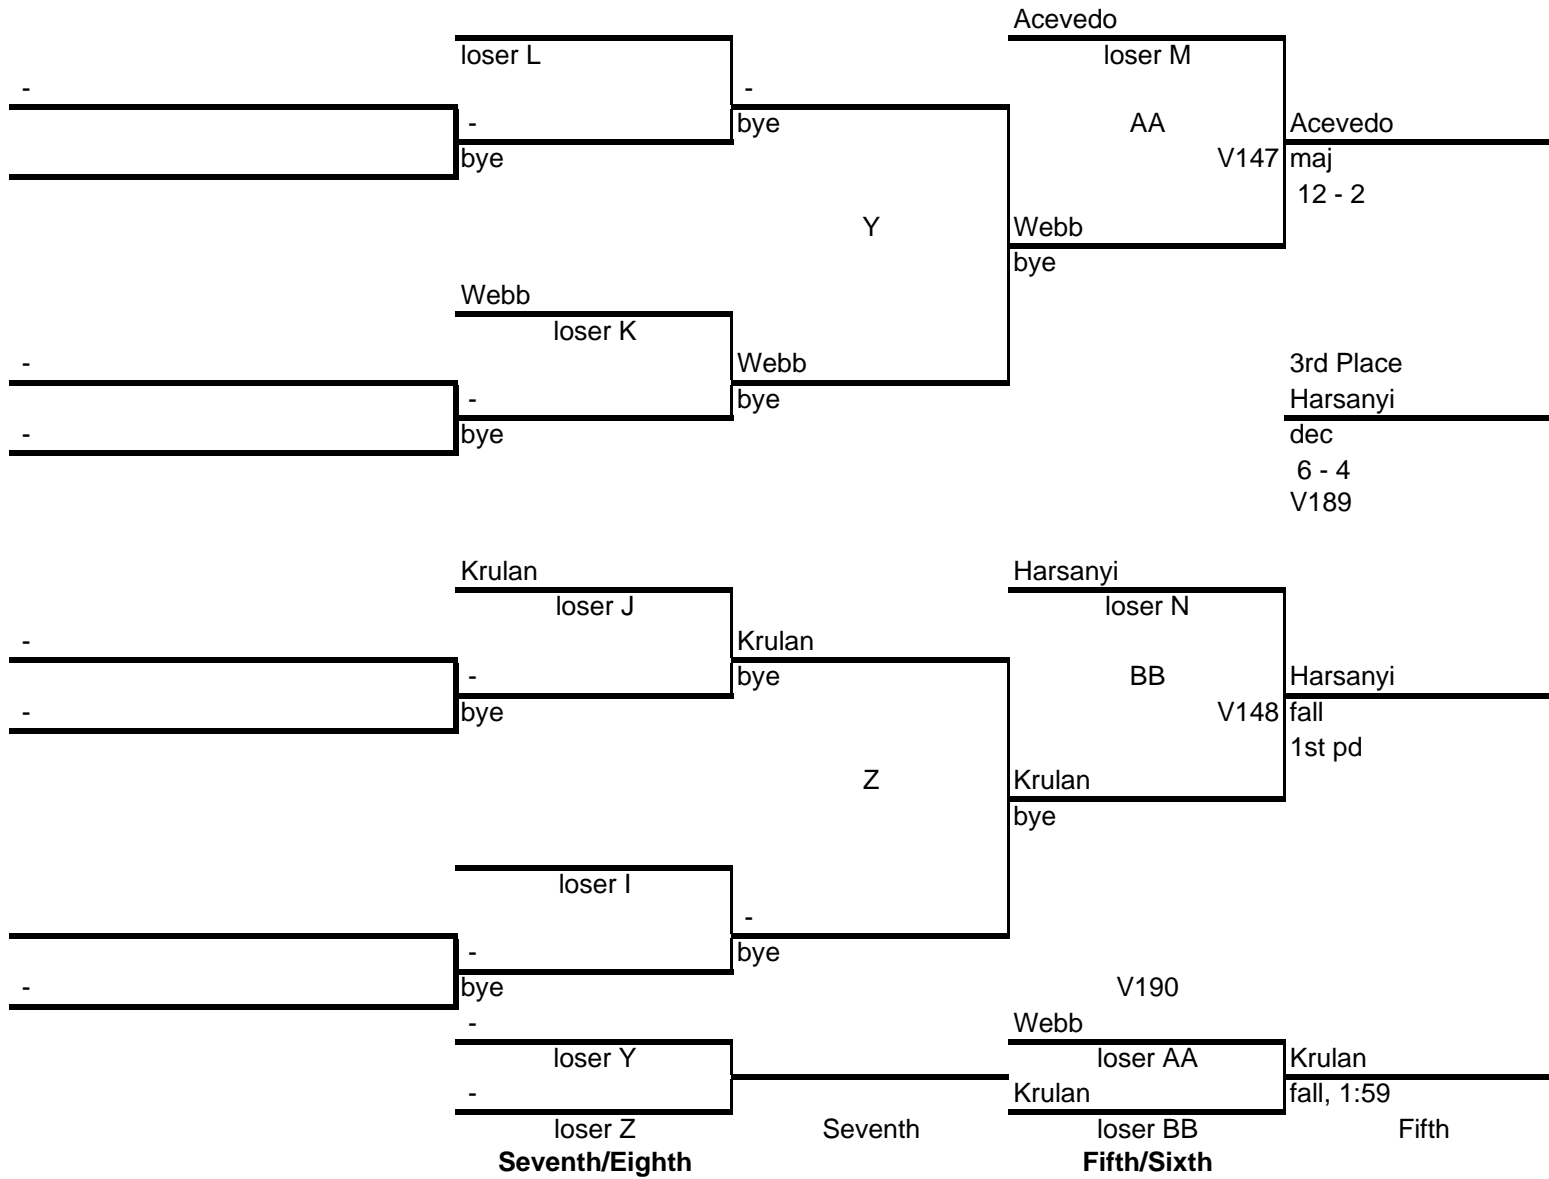 Acevedo
loser L
loser M
-
-
-
bye
AA
Acevedo
bye
V147
maj
12 - 2
Y
Webb
bye
Webb
loser K
-
Webb
3rd Place
-
bye
Harsanyi
-
bye
dec
6 - 4
V189
Krulan
Harsanyi
loser J
loser N
-
Krulan
-
bye
BB
Harsanyi
-
bye
V148
fall
1st pd
Z
Krulan
bye
loser I
-
-
bye
-
bye
V190
-
Webb
loser Y
loser AA
Krulan
-
Krulan
fall, 1:59
loser Z
Seventh
loser BB
Fifth
Seventh/Eighth
Fifth/Sixth